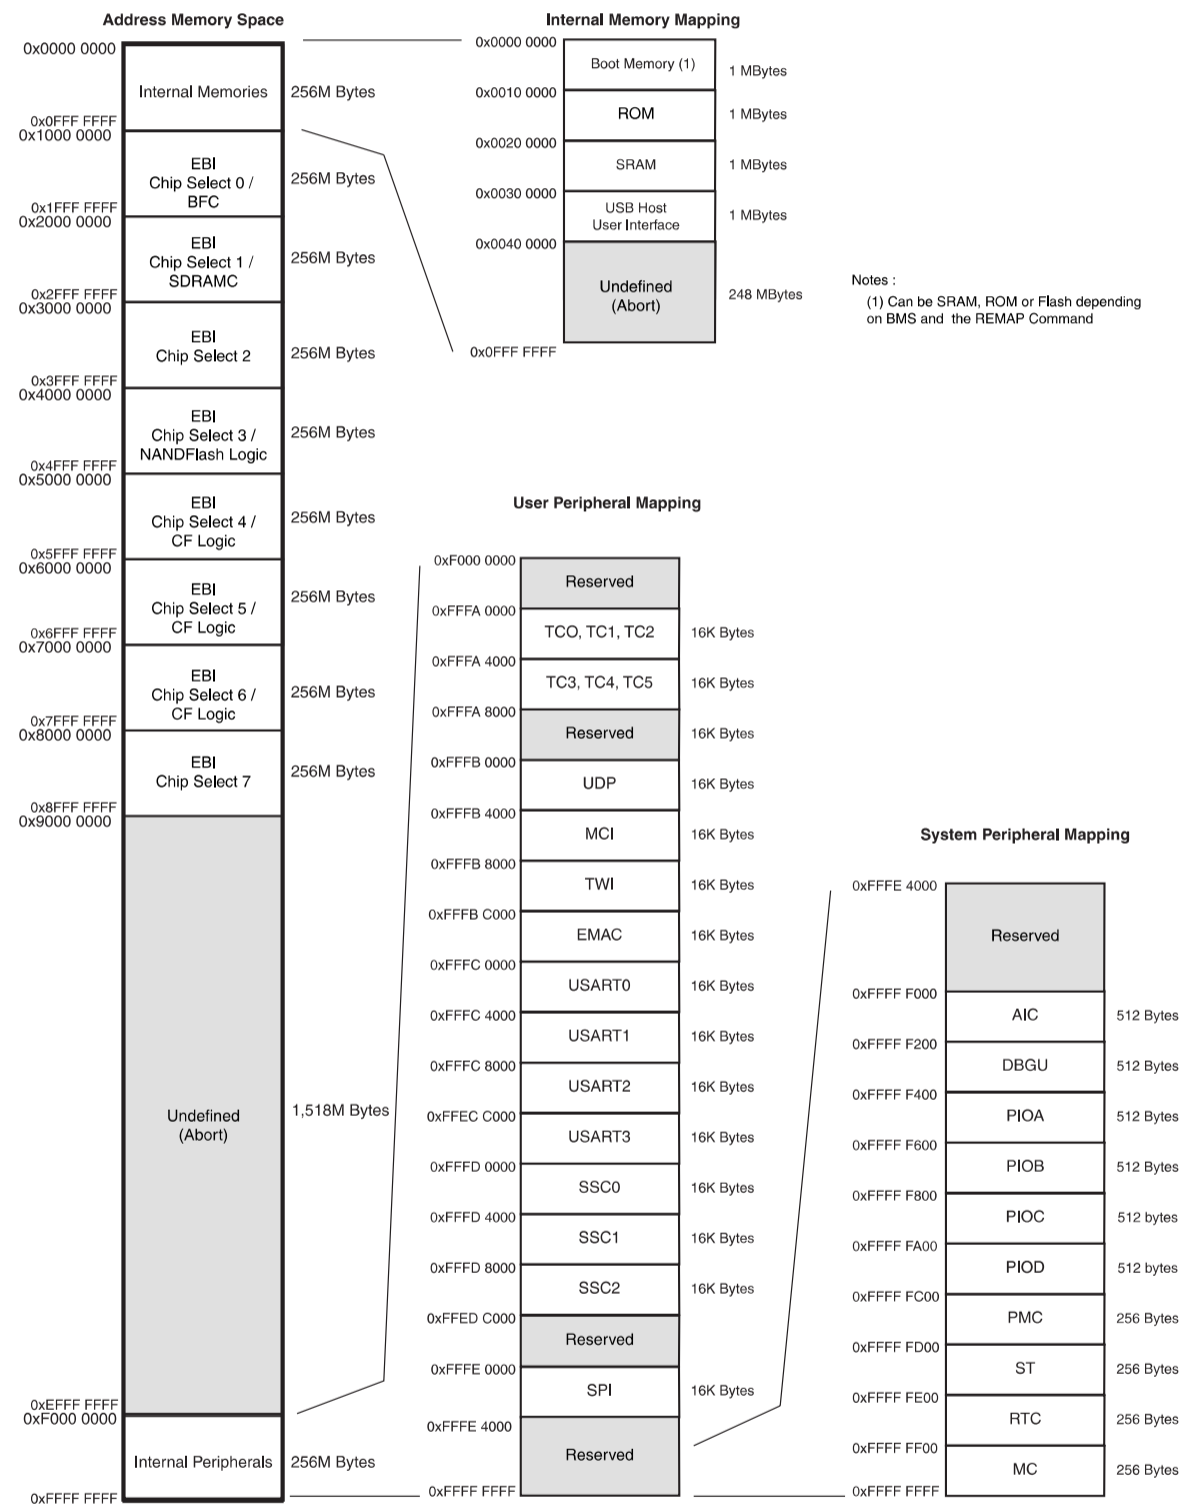 Address Memory Space
0x0000 0000
Internal Memories
256M Bytes
0x0FFF FFFF
0x1000 0000
EBI
Chip Select 0 /
BFC
256M Bytes
0x1FFF FFFF
0x2000 0000
EBI
Chip Select 1 /
SDRAMC
256M Bytes
0x2FFF FFFF
0x3000 0000
EBI
Chip Select 2
256M Bytes
0x3FFF FFFF
0x4000 0000
EBI
Chip Select 3 /
NANDFlash Logic
256M Bytes
0x4FFF FFFF
0x5000 0000
EBI
Chip Select 4 /
CF Logic
256M Bytes
0x5FFF FFFF
0x6000 0000
EBI
Chip Select 5 /
CF Logic
256M Bytes
0x6FFF FFFF
0x7000 0000
EBI
Chip Select 6 /
CF Logic
256M Bytes
0x7FFF FFFF
0x8000 0000
EBI
Chip Select 7
256M Bytes
0x8FFF FFFF
0x9000 0000
Undefined
(Abort)
1,518M Bytes
0xEFFF FFFF
0xF000 0000
Internal Peripherals
256M Bytes
0xFFFF FFFF
Internal Memory Mapping
0x0000 0000
Boot Memory (1)
1 MBytes
0x0010 0000
ROM
1 MBytes
0x0020 0000
SRAM
1 MBytes
0x0030 0000
USB Host
User Interface
1 MBytes
0x0040 0000
Undefined
(Abort)
248 MBytes
0x0FFF FFFF
Notes :
(1) Can be SRAM, ROM or Flash depending
on BMS and the REMAP Command
User Peripheral Mapping
0xF000 0000
Reserved
0xFFFA 0000
TCO, TC1, TC2
16K Bytes
0xFFFA 4000
TC3, TC4, TC5
16K Bytes
0xFFFA 8000
Reserved
16K Bytes
0xFFFB 0000
UDP
16K Bytes
0xFFFB 4000
MCI
16K Bytes
0xFFFB 8000
TWI
16K Bytes
0xFFFB C000
EMAC
16K Bytes
0xFFFC 0000
USART0
16K Bytes
0xFFFC 4000
USART1
16K Bytes
0xFFFC 8000
USART2
16K Bytes
0xFFEC C000
USART3
16K Bytes
0xFFFD 0000
SSC0
16K Bytes
0xFFFD 4000
SSC1
16K Bytes
0xFFFD 8000
SSC2
16K Bytes
0xFFED C000
Reserved
0xFFFE 0000
SPI
16K Bytes
0xFFFE 4000
Reserved
0xFFFF FFFF
System Peripheral Mapping
0xFFFE 4000
Reserved
0xFFFF F000
AIC
512 Bytes
0xFFFF F200
DBGU
512 Bytes
0xFFFF F400
PIOA
512 Bytes
0xFFFF F600
PIOB
512 Bytes
0xFFFF F800
PIOC
512 bytes
0xFFFF FA00
PIOD
512 bytes
0xFFFF FC00
PMC
256 Bytes
0xFFFF FD00
ST
256 Bytes
0xFFFF FE00
RTC
256 Bytes
0xFFFF FF00
MC
256 Bytes
0xFFFF FFFF